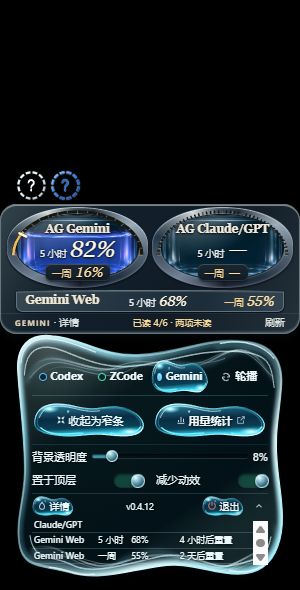 ? ?
AG Gemini AG Claude/GPT
5 小时 82% 5 小时 —
一周 16% 一周 —
Gemini Web 5 小时 68% 一周 55%
GEMINI · 详情 已读 4/6 · 两项未读 刷新
Codex ZCode Gemini 轮播
收起为窄条 用量统计
背景透明度 8%
置于顶层 减少动效
详情 v0.4.12 退出
Claude/GPT
Gemini Web 5 小时 68% 4 小时后重置
Gemini Web 一周 55% 2 天后重置